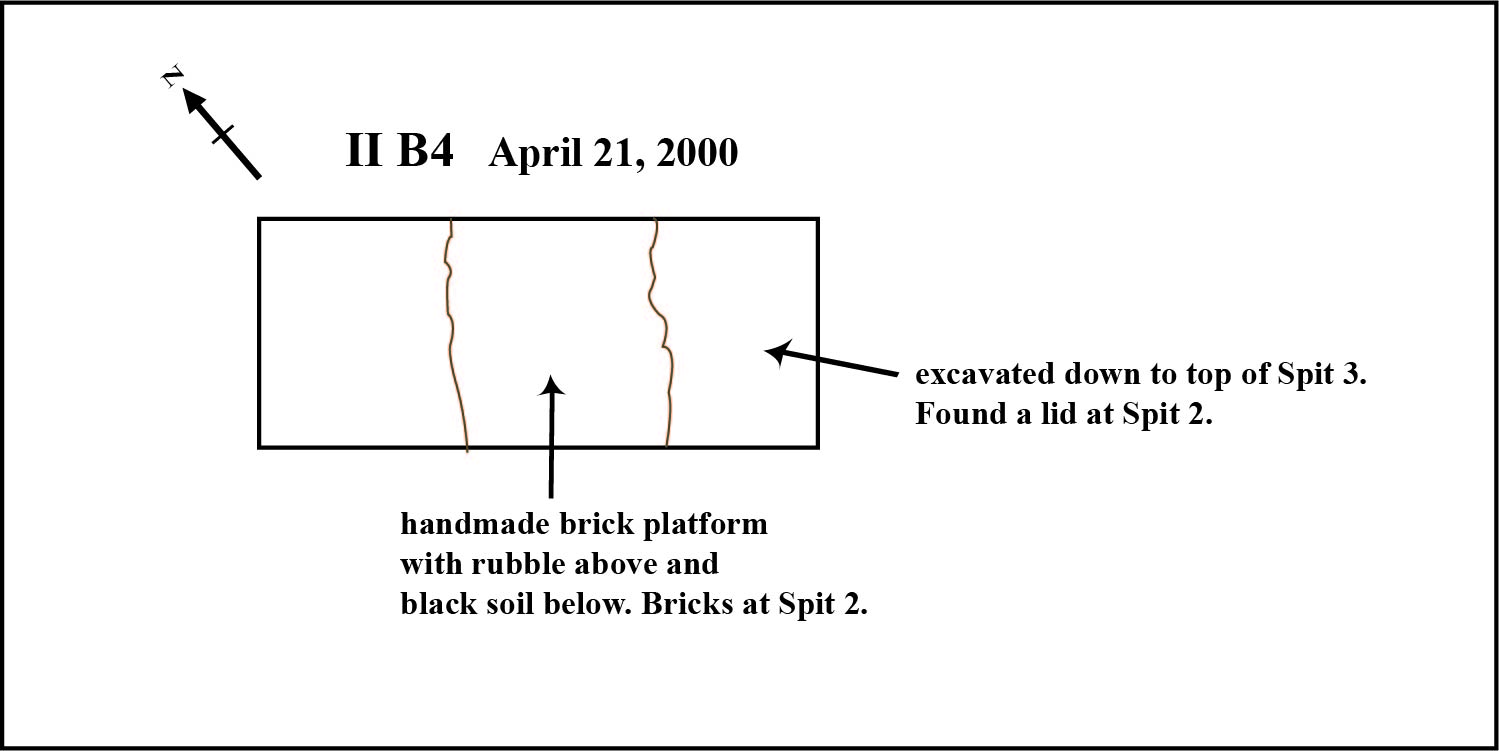 N
II B4 April 21, 2000
excavated down to top of Spit 3.
Found a lid at Spit 2.
handmade brick platform
with rubble above and
black soil below. Bricks at Spit 2.